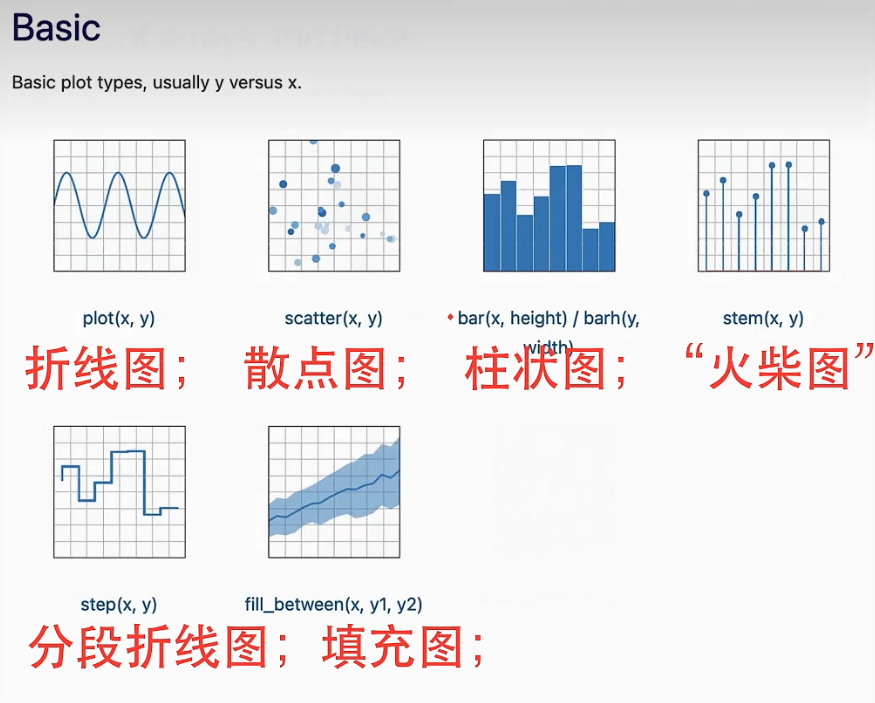 Basic
Basic plot types, usually y versus x.
plot(x, y)
scatter(x, y)
bar(x, height) / barh(y,
width)
stem(x, y)
折线图；
散点图；
柱状图；
“火柴图”
step(x, y)
fill_between(x, y1, y2)
分段折线图；填充图；